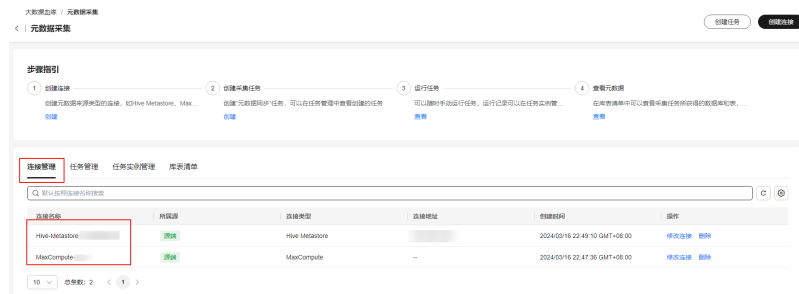 大数据血缘 / 元数据采集
< | 元数据采集
创建任务
创建连接
步骤指引
1 创建连接
创建元数据来源类型的连接，如Hive Metastore、Max...
创建
2 创建采集任务
创建“元数据同步”任务，可以在任务管理中查看创建的任务
创建
3 运行任务
可以随时手动运行任务，运行记录可以在任务实例管...
查看
4 查看元数据
在库表清单中可以查看采集任务所获得的数据库和表，...
查看
连接管理 任务管理 任务实例管理 库表清单
默认按照连接名称搜索
连接名称 所属源 连接类型 连接地址 创建时间 操作
Hive-Metastore 源端 Hive Metastore 2024/03/16 22:49:10 GMT+08:00 修改连接 删除
MaxCompute- 源端 MaxCompute -- 2024/03/16 22:47:36 GMT+08:00 修改连接 删除
10 总条数：2 < 1 >